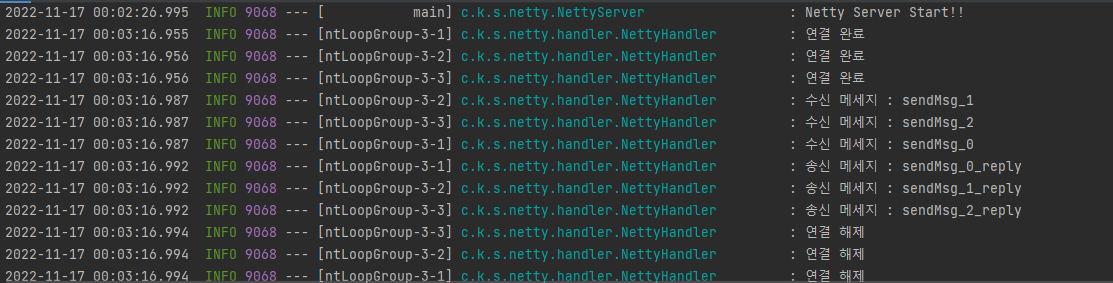 2022-11-17 00:02:26.995  INFO 9068 --- [           main] c.k.s.netty.NettyServer                  : Netty Server Start!!
2022-11-17 00:03:16.955  INFO 9068 --- [ntLoopGroup-3-1] c.k.s.netty.handler.NettyHandler         : 연결 완료
2022-11-17 00:03:16.956  INFO 9068 --- [ntLoopGroup-3-2] c.k.s.netty.handler.NettyHandler         : 연결 완료
2022-11-17 00:03:16.956  INFO 9068 --- [ntLoopGroup-3-3] c.k.s.netty.handler.NettyHandler         : 연결 완료
2022-11-17 00:03:16.987  INFO 9068 --- [ntLoopGroup-3-2] c.k.s.netty.handler.NettyHandler         : 수신 메세지 : sendMsg_1
2022-11-17 00:03:16.987  INFO 9068 --- [ntLoopGroup-3-3] c.k.s.netty.handler.NettyHandler         : 수신 메세지 : sendMsg_2
2022-11-17 00:03:16.987  INFO 9068 --- [ntLoopGroup-3-1] c.k.s.netty.handler.NettyHandler         : 수신 메세지 : sendMsg_0
2022-11-17 00:03:16.992  INFO 9068 --- [ntLoopGroup-3-1] c.k.s.netty.handler.NettyHandler         : 송신 메세지 : sendMsg_0_reply
2022-11-17 00:03:16.992  INFO 9068 --- [ntLoopGroup-3-2] c.k.s.netty.handler.NettyHandler         : 송신 메세지 : sendMsg_1_reply
2022-11-17 00:03:16.992  INFO 9068 --- [ntLoopGroup-3-3] c.k.s.netty.handler.NettyHandler         : 송신 메세지 : sendMsg_2_reply
2022-11-17 00:03:16.994  INFO 9068 --- [ntLoopGroup-3-3] c.k.s.netty.handler.NettyHandler         : 연결 해제
2022-11-17 00:03:16.994  INFO 9068 --- [ntLoopGroup-3-2] c.k.s.netty.handler.NettyHandler         : 연결 해제
2022-11-17 00:03:16.994  INFO 9068 --- [ntLoopGroup-3-1] c.k.s.netty.handler.NettyHandler         : 연결 해제